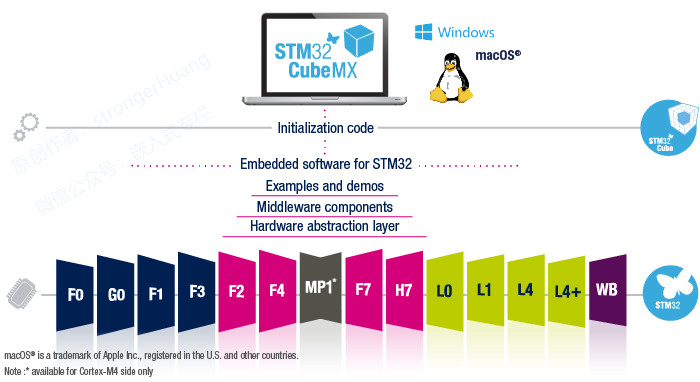 STM32
CubeMX
Windows
macOS®
原创作者：strongerHuang
微信公众号：嵌入式专栏
Initialization code
STM32
Cube
Embedded software for STM32
Examples and demos
Middleware components
Hardware abstraction layer
F0 G0 F1 F3 F2 F4 MP1* F7 H7 L0 L1 L4 L4+ WB
STM32
macOS® is a trademark of Apple Inc., registered in the U.S. and other countries.
Note :* available for Cortex-M4 side only